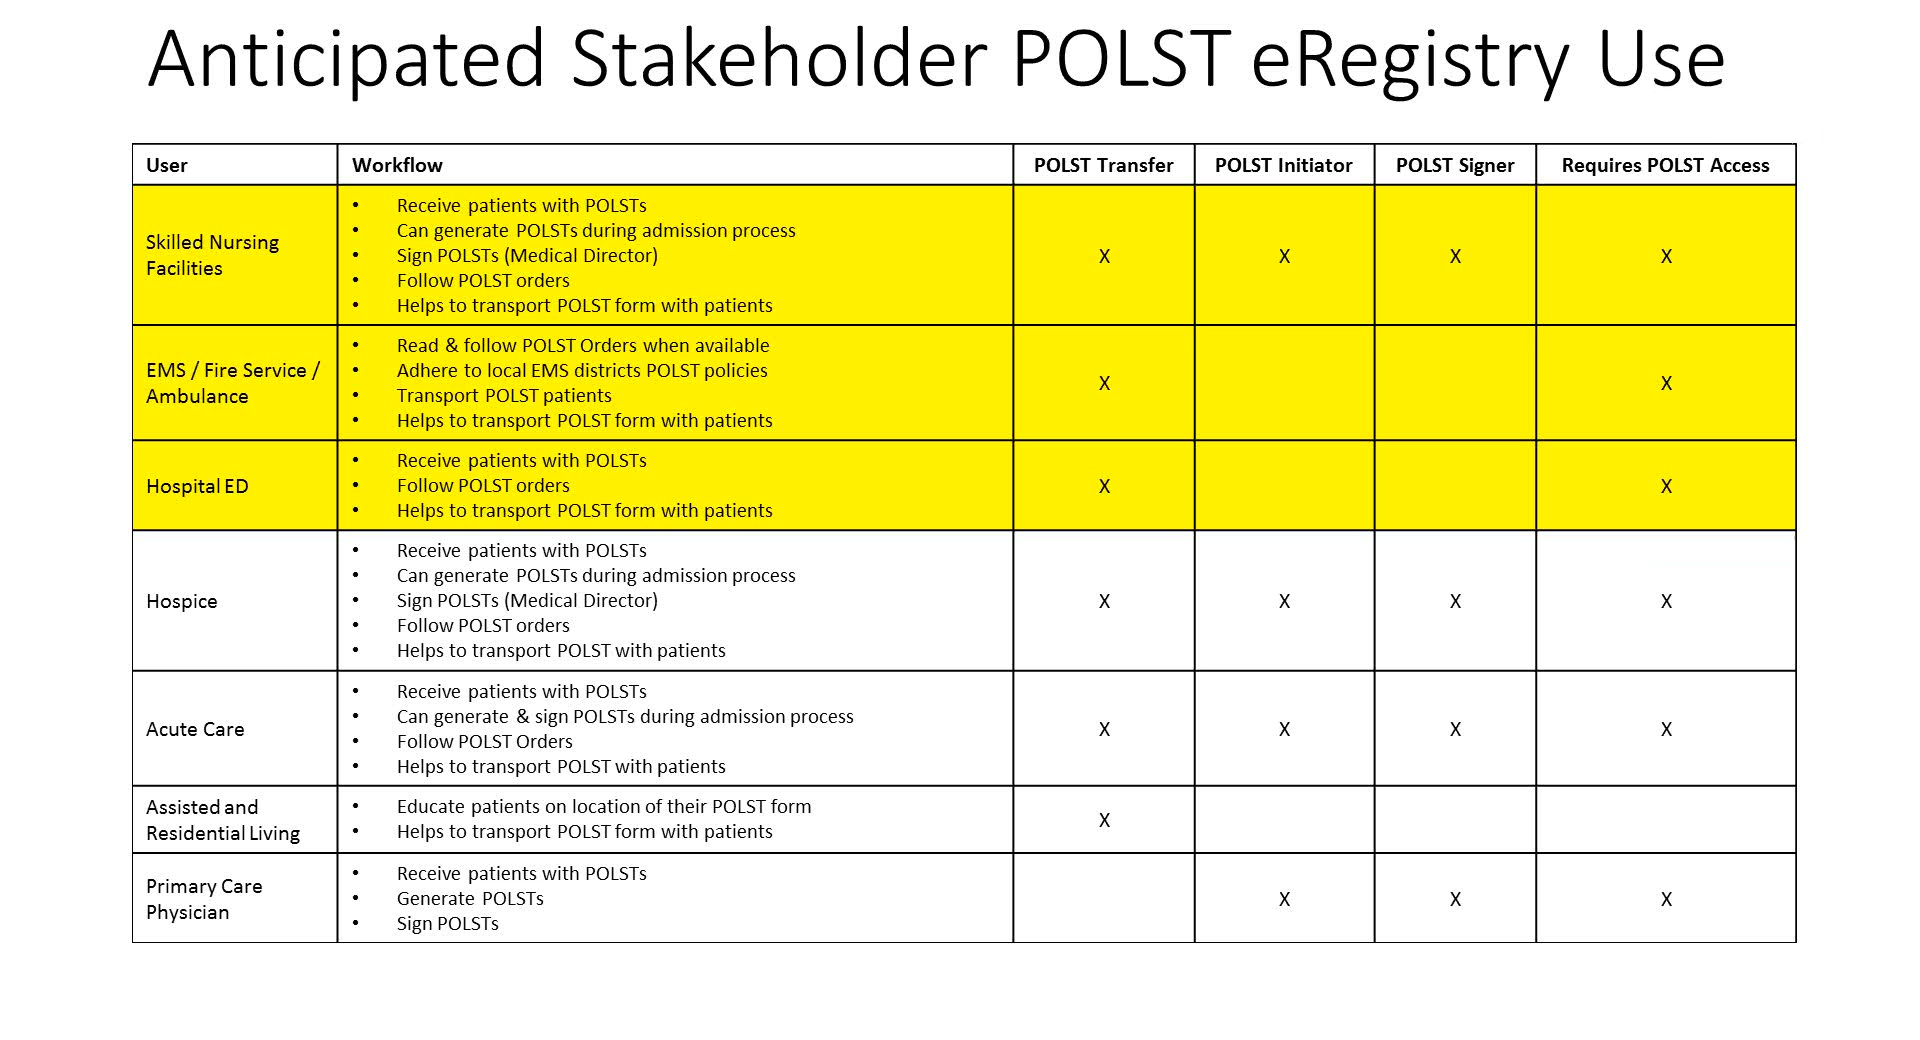 Anticipated Stakeholder POLST eRegistry Use
User Workflow POLST Transfer POLST Initiator POLST Signer Requires POLST Access
Skilled Nursing
Facilities
• Receive patients with POLSTs
• Can generate POLSTs during admission process
• Sign POLSTs (Medical Director)
• Follow POLST orders
• Helps to transport POLST form with patients
X X X X
EMS / Fire Service /
Ambulance
• Read & follow POLST Orders when available
• Adhere to local EMS districts POLST policies
• Transport POLST patients
• Helps to transport POLST form with patients
X X
Hospital ED
• Receive patients with POLSTs
• Follow POLST orders
• Helps to transport POLST form with patients
X X
Hospice
• Receive patients with POLSTs
• Can generate POLSTs during admission process
• Sign POLSTs (Medical Director)
• Follow POLST orders
• Helps to transport POLST with patients
X X X X
Acute Care
• Receive patients with POLSTs
• Can generate & sign POLSTs during admission process
• Follow POLST Orders
• Helps to transport POLST with patients
X X X X
Assisted and
Residential Living
• Educate patients on location of their POLST form
• Helps to transport POLST form with patients
X
Primary Care
Physician
• Receive patients with POLSTs
• Generate POLSTs
• Sign POLSTs
X X X